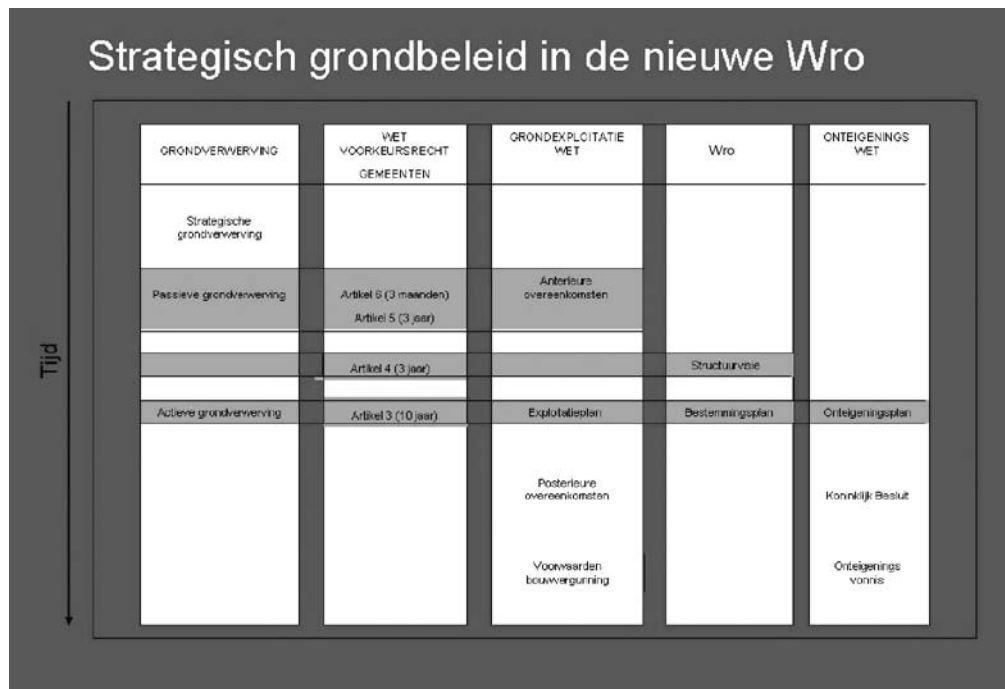 Strategisch grondbeleid in de nieuwe Wro
Tijd
GRONDVERWERVING
WET
VOORKEURSRECHT
GEMEENTEN
GRONDEXPLOITATIE
WET
Wro
ONTEIGENINGS
WET
Strategische
grondverwerving
Passieve grondverwerving
Artikel 6 (3 maanden)
Artikel 5 (3 jaar)
Anterieure
overeenkomsten
Artikel 4 (3 jaar)
Structuurvisie
Actieve grondverwerving
Artikel 3 (10 jaar)
Exploitatieplan
Bestemmingsplan
Onteigeningsplan
Posterieure
overeenkomsten
Koninklijk Besluit
Voorwaarden
bouwvergunning
Onteigenings
vonnis